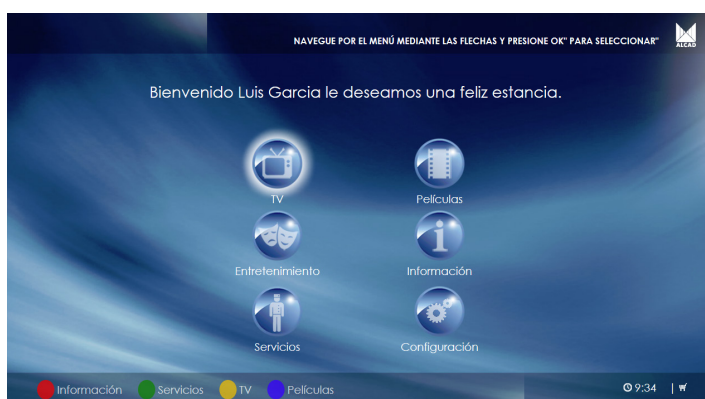 NAVEGUE POR EL MENÚ MEDIANTE LAS FLECHAS Y PRESIONE OK" PARA SELECCIONAR"
ALCAD
Bienvenido Luis Garcia le deseamos una feliz estancia.
TV
Películas
Entretenimiento
Información
Servicios
Configuración
Información Servicios TV Películas 9:34